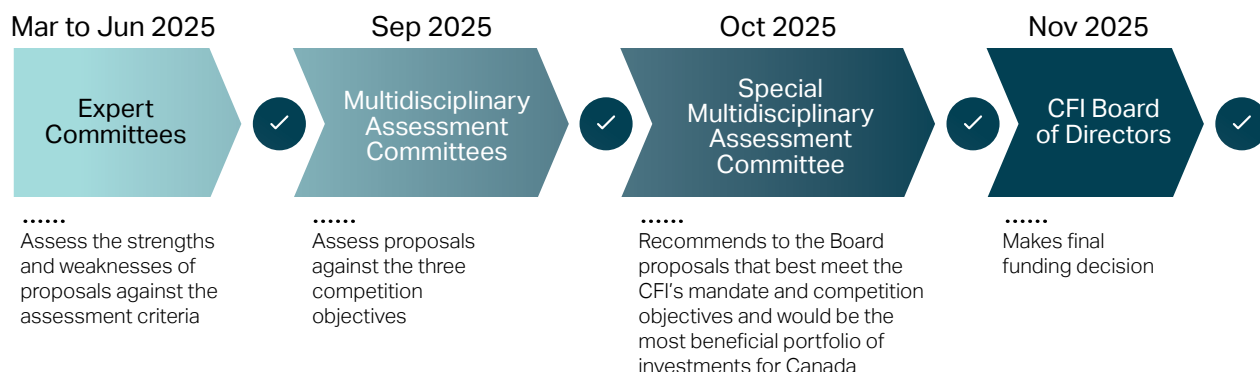 Mar to Jun 2025
Expert
Committees
......
Assess the strengths
and weaknesses of
proposals against the
assessment criteria
Sep 2025
Multidisciplinary
Assessment
Committees
......
Assess proposals
against the three
competition
objectives
Oct 2025
Special
Multidisciplinary
Assessment
Committee
......
Recommends to the Board
proposals that best meet the
CFI’s mandate and competition
objectives and would be the
most beneficial portfolio of
investments for Canada
Nov 2025
CFI Board
of Directors
......
Makes final
funding decision